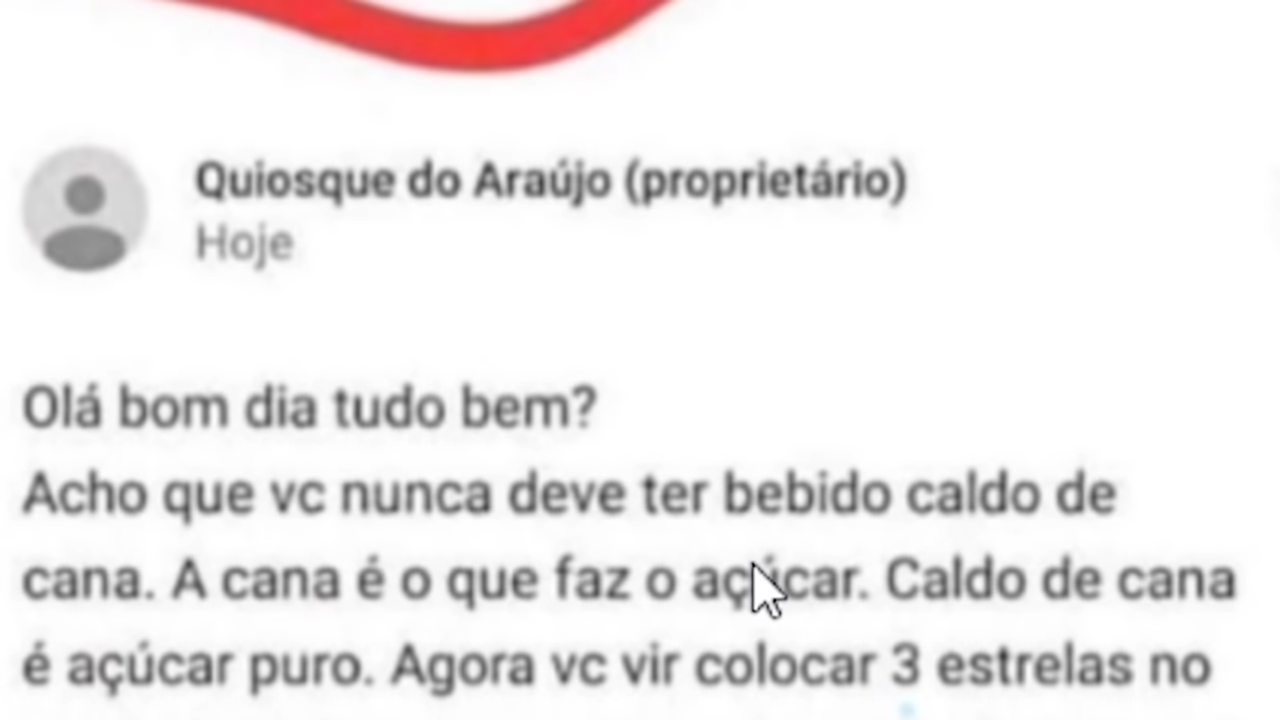 Quiosque do Araújo (proprietário)
Hoje
Olá bom dia tudo bem?
Acho que vc nunca deve ter bebido caldo de
cana. A cana é o que faz o açúcar. Caldo de cana
é açúcar puro. Agora vc vir colocar 3 estrelas no